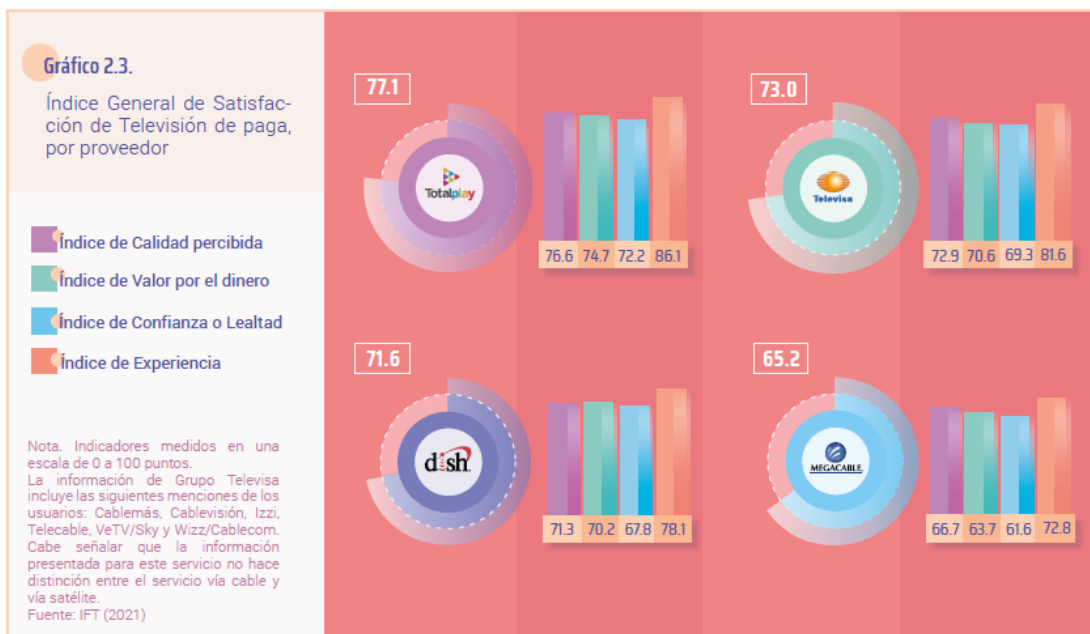 Gráfico 2.3.
Índice General de Satisfac-
ción de Televisión de paga,
por proveedor
Índice de Calidad percibida
Índice de Valor por el dinero
Índice de Confianza o Lealtad
Índice de Experiencia
Nota. Indicadores medidos en una
escala de 0 a 100 puntos.
La información de Grupo Televisa
incluye las siguientes menciones de los
usuarios: Cablemás, Cablevisión, Izzi,
Telecable, VeTV/Sky y Wizz/Cablecom.
Cabe señalar que la información
presentada para este servicio no hace
distinción entre el servicio vía cable y
vía satélite.
Fuente: IFT (2021)
77.1
Totalplay
76.6 74.7 72.2 86.1
73.0
Televisa
72.9 70.6 69.3 81.6
71.6
dish
71.3 70.2 67.8 78.1
65.2
MEGACABLE
66.7 63.7 61.6 72.8